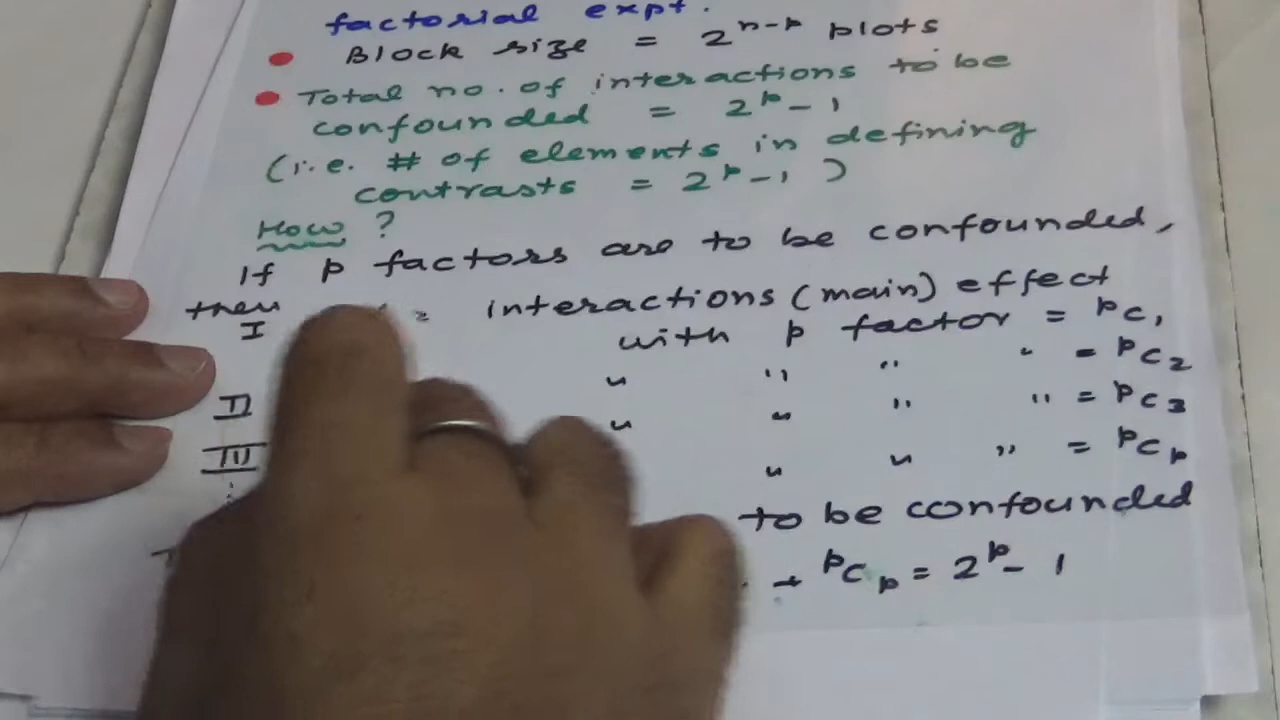 factorial expt.
• Block size = 2^{n-p} plots
• Total no. of interactions to be
confounded = 2^p - 1
(i.e. # of elements in defining
contrasts = 2^p - 1 )
How ?
If p factors are to be confounded,
then interactions (main) effect
I with p factor = pC1
II " " " " = pC2
III " " " " = pC3
" " " = pCp
to be confounded
+ pCp = 2^p - 1